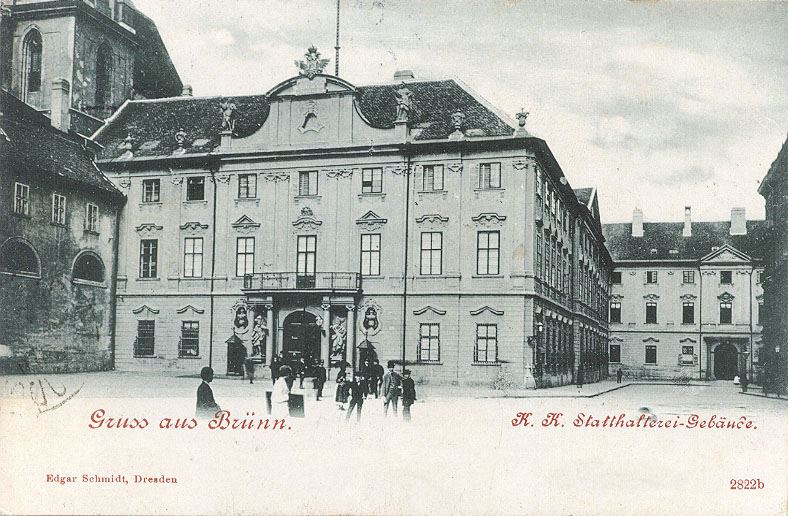 Gruss aus Brünn.
K. K. Statthalterei-Gebäude.
Edgar Schmidt, Dresden
2822b